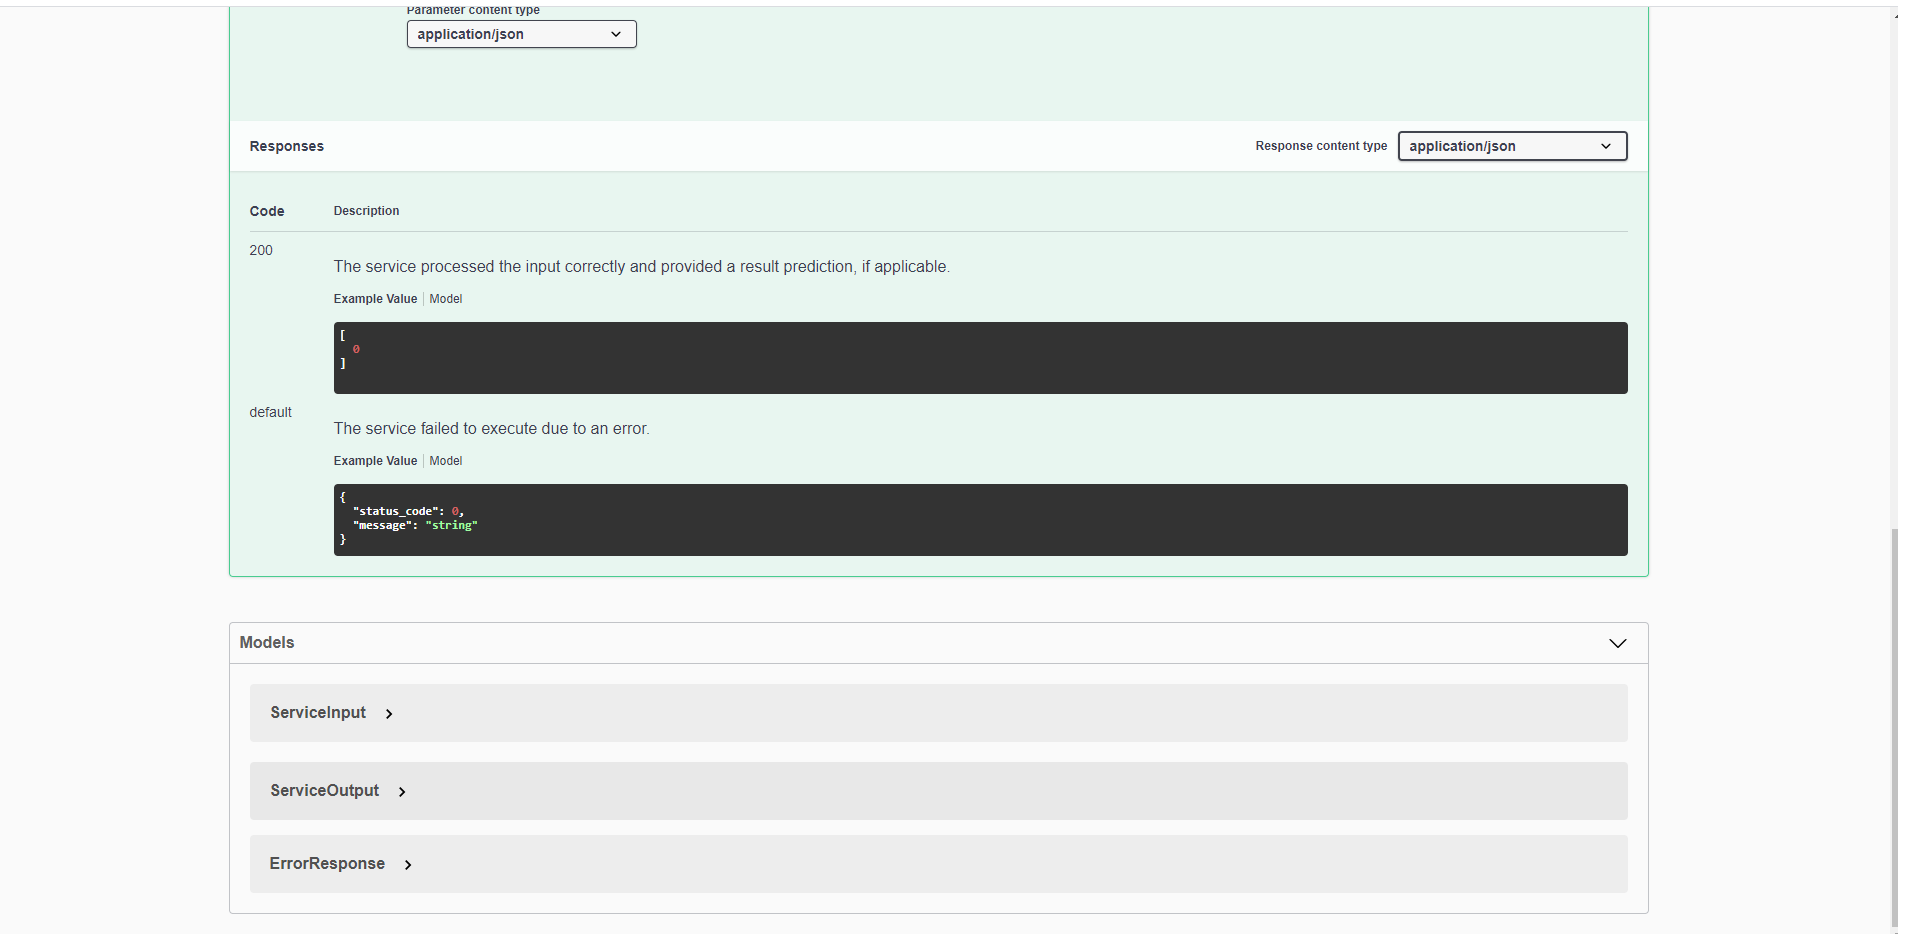 Parameter content type
application/json
Responses
Response content type
application/json
Code Description
200
The service processed the input correctly and provided a result prediction, if applicable.
Example Value Model
[
0
]
default
The service failed to execute due to an error.
Example Value Model
{
"status_code": 0,
"message": "string"
}
Models
ServiceInput
ServiceOutput
ErrorResponse